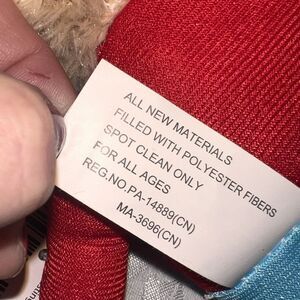 ALL NEW MATERIALS
FILLED WITH POLYESTER FIBERS
SPOT CLEAN ONLY
FOR ALL AGES
REG.NO.PA-14889(CN)
MA-3696(CN)